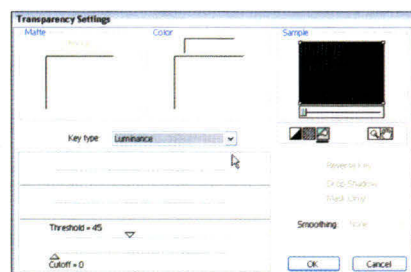 Transparency Settings
Matte
Color
Sample
Key type:
Luminance
Reverse Key
Drop Shadow
Mask Only
Threshold = 45
Smoothing
None
Cutoff = 0
OK
Cancel